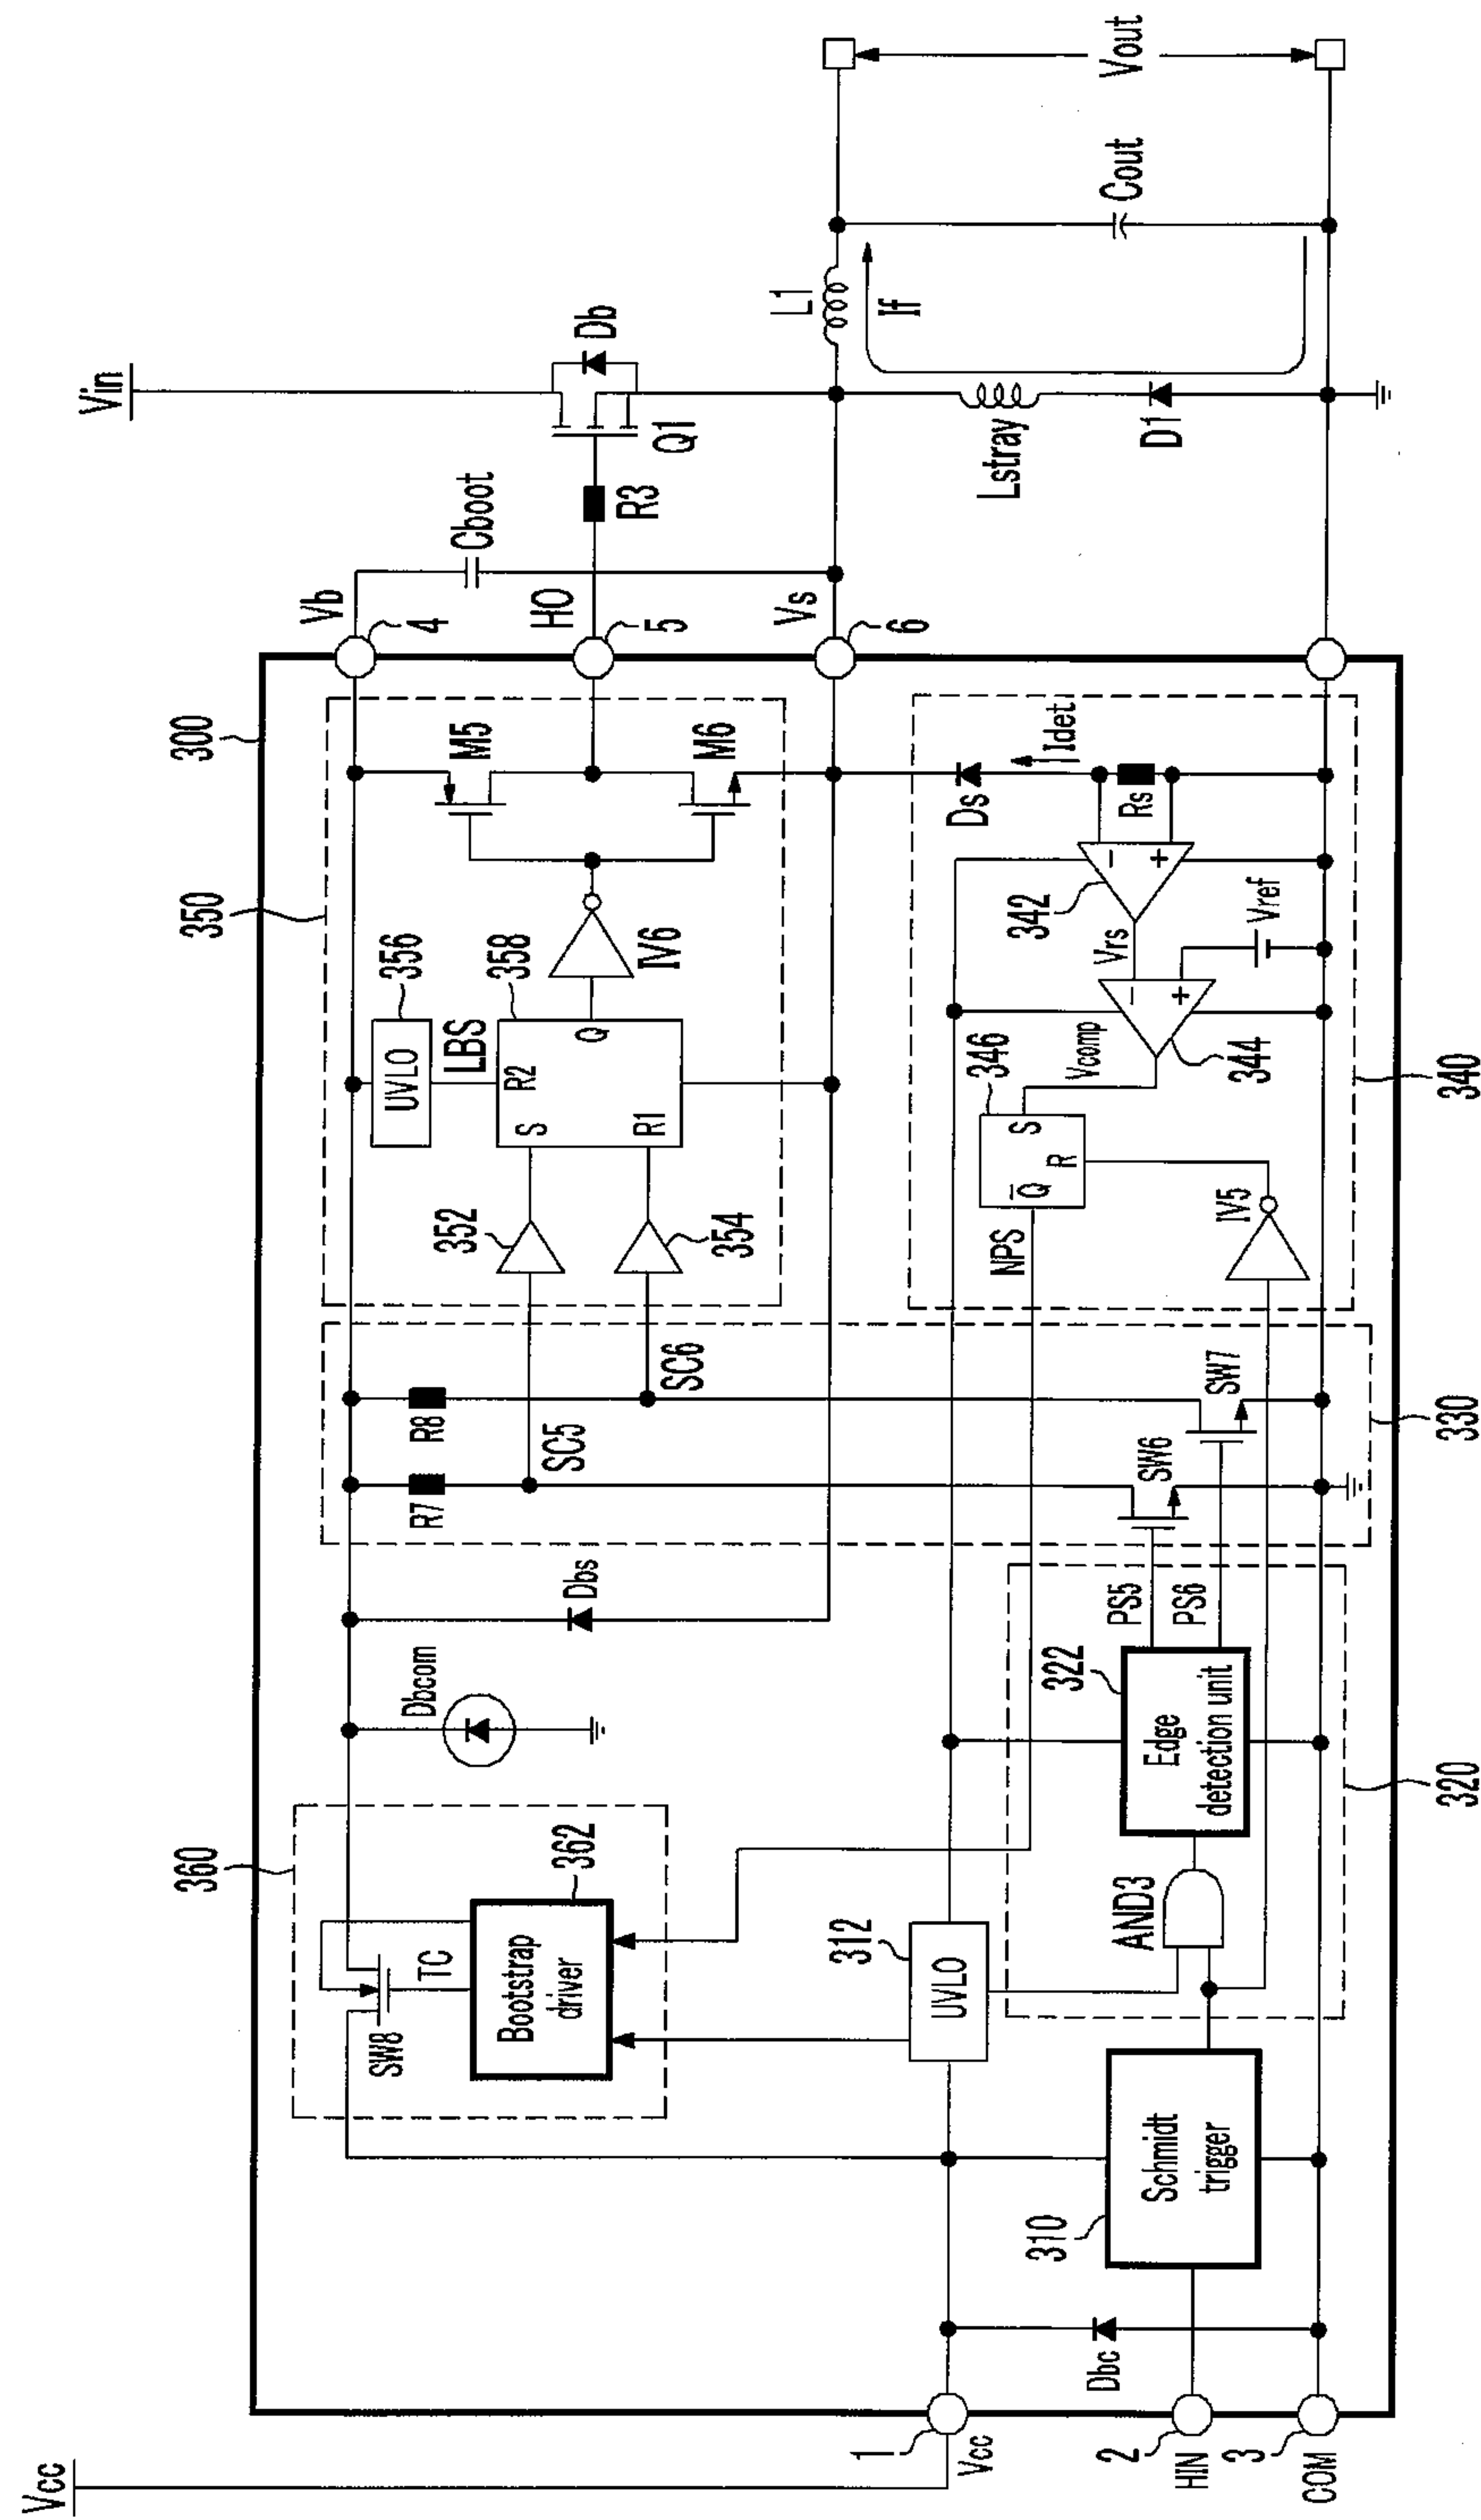 Vcc
Vin
300
Vb
4
Cboot
HO
5
R3
Q1
Db
Vs
6
L1
If
Lstray
D1
Cout
Vout
350
M5
M6
356
UVLO
LBS
358
R2
S
R1
Q
IV6
352
354
340
Ds
Idet
Rs
342
Vrs
Vref
344
Vcomp
346
S
R
Q̅
NPS
IV5
330
R8
R7
SC6
SC5
SW7
SW6
Dbs
Dbcom
320
PS5
PS6
322
Edge
detection unit
AND3
360
362
Bootstrap
driver
TC
SW8
312
UVLO
310
Schmidt
trigger
Dbc
1
Vcc
2
HIN
3
COM